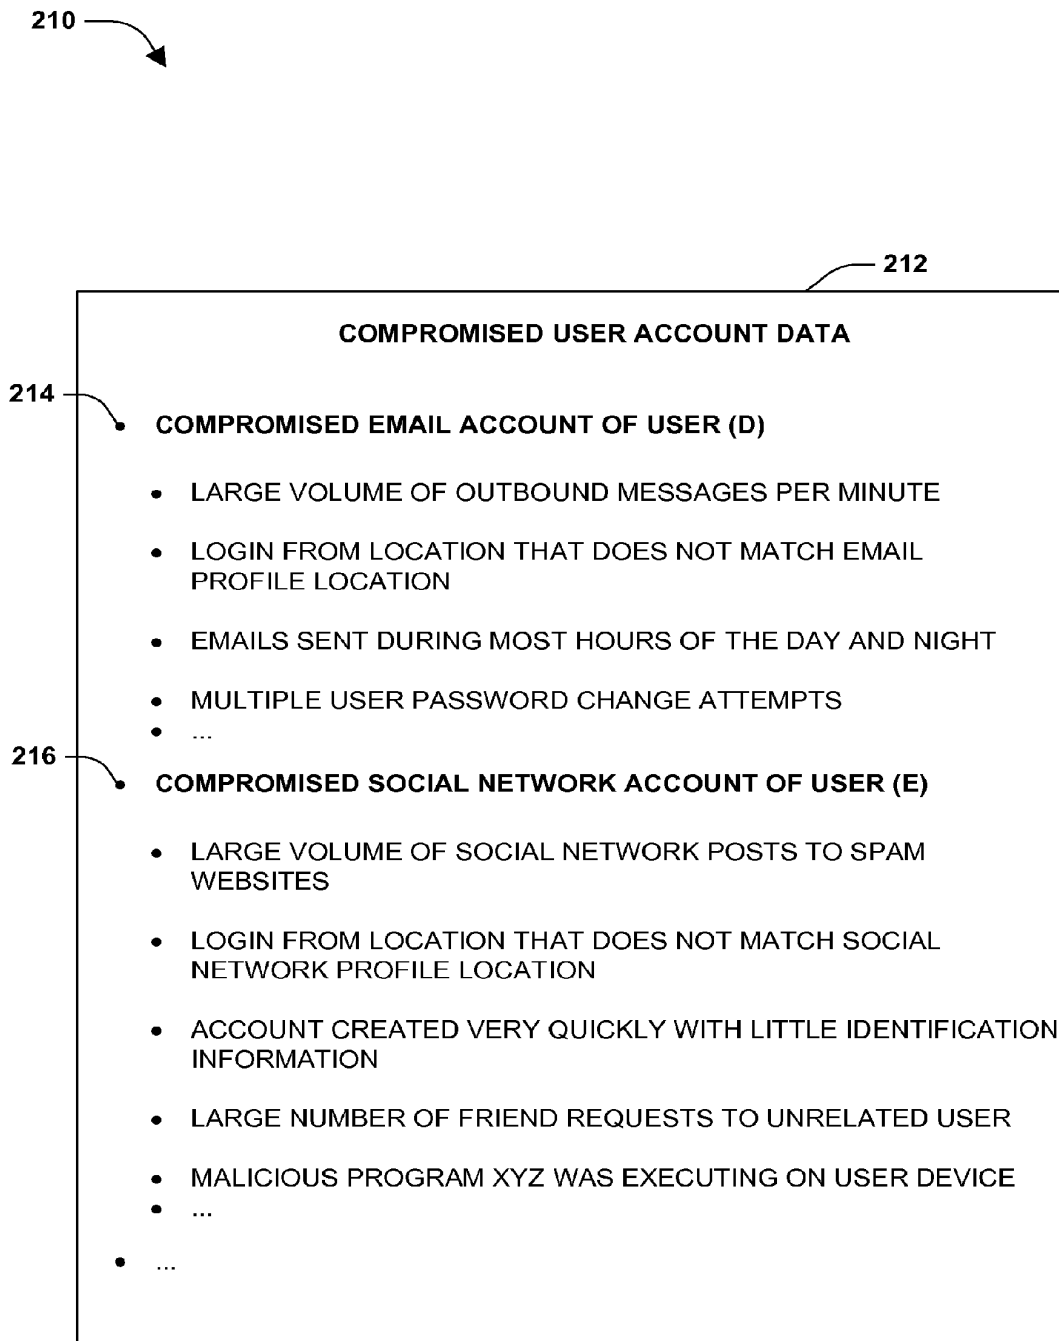 210
212
COMPROMISED USER ACCOUNT DATA
214
• COMPROMISED EMAIL ACCOUNT OF USER (D)
• LARGE VOLUME OF OUTBOUND MESSAGES PER MINUTE
• LOGIN FROM LOCATION THAT DOES NOT MATCH EMAIL
PROFILE LOCATION
• EMAILS SENT DURING MOST HOURS OF THE DAY AND NIGHT
• MULTIPLE USER PASSWORD CHANGE ATTEMPTS
• ...
216
• COMPROMISED SOCIAL NETWORK ACCOUNT OF USER (E)
• LARGE VOLUME OF SOCIAL NETWORK POSTS TO SPAM
WEBSITES
• LOGIN FROM LOCATION THAT DOES NOT MATCH SOCIAL
NETWORK PROFILE LOCATION
• ACCOUNT CREATED VERY QUICKLY WITH LITTLE IDENTIFICATION
INFORMATION
• LARGE NUMBER OF FRIEND REQUESTS TO UNRELATED USER
• MALICIOUS PROGRAM XYZ WAS EXECUTING ON USER DEVICE
• ...
• ...